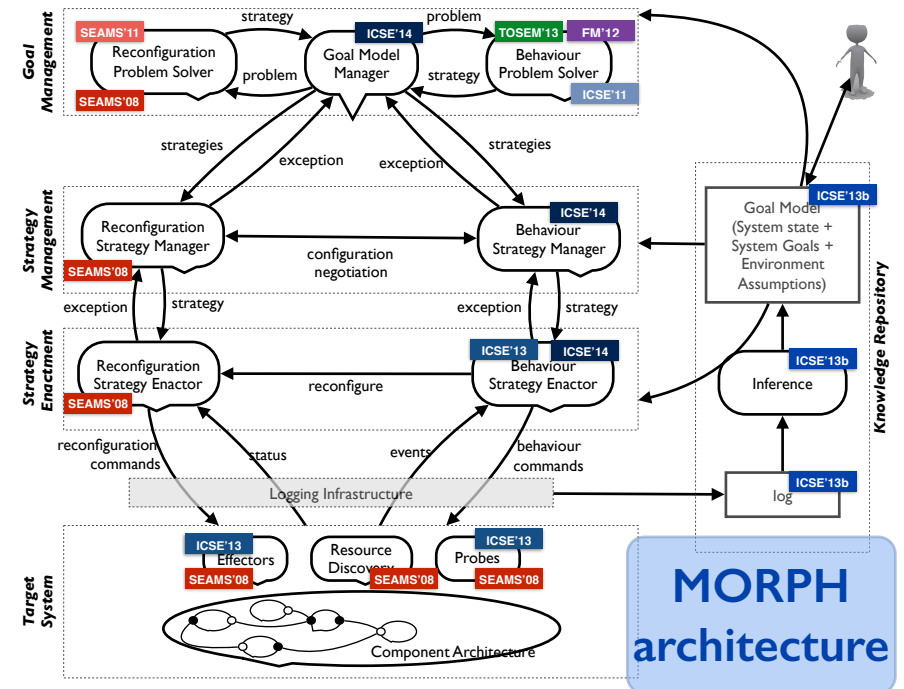 Goal
Management
SEAMS'11
Reconfiguration
Problem Solver
SEAMS'08
strategy
problem
ICSE'14
Goal Model
Manager
problem
strategy
TOSEM'13
FM'12
Behaviour
Problem Solver
ICSE'11
strategies
exception
exception
strategies
Strategy
Management
Reconfiguration
Strategy Manager
SEAMS'08
configuration
negotiation
ICSE'14
Behaviour
Strategy Manager
exception
strategy
exception
strategy
Strategy
Enactment
Reconfiguration
Strategy Enactor
SEAMS'08
reconfigure
ICSE'13
ICSE'14
Behaviour
Strategy Enactor
reconfiguration
commands
status
events
behaviour
commands
Logging Infrastructure
Target
System
ICSE'13
Effectors
SEAMS'08
Resource
Discovery
SEAMS'08
ICSE'13
Probes
SEAMS'08
Component Architecture
ICSE'13b
Goal Model
(System state +
System Goals +
Environment
Assumptions)
ICSE'13b
Inference
ICSE'13b
log
Knowledge Repository
MORPH
architecture